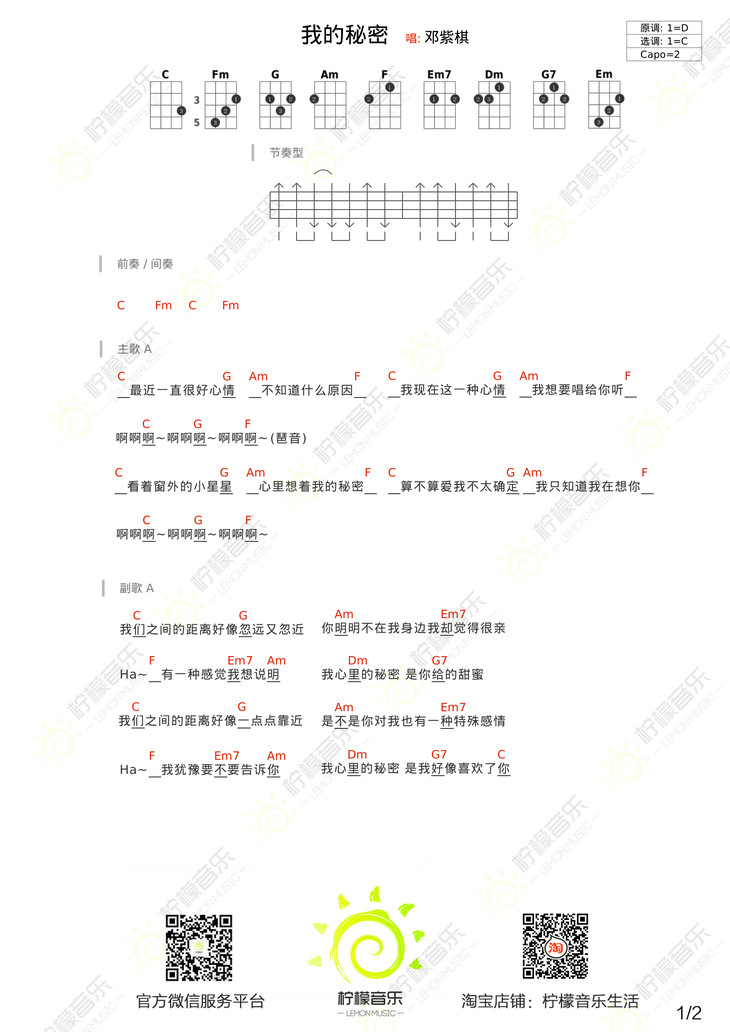 我的秘密 唱: 邓紫棋
原调: 1=D
选调: 1=C
Capo=2
C Fm G Am F Em7 Dm G7 Em
3
5
节奏型
前奏 / 间奏
C Fm C Fm
主歌 A
C G Am F C G Am F
__最近一直很好心情 __不知道什么原因__ __我现在这一种心情 __我想要唱给你听__
C G F
啊啊啊~啊啊啊~啊啊啊~(琶音)
C G Am F C G Am F
__看着窗外的小星星 __心里想着我的秘密__ __算不算爱我不太确定 __我只知道我在想你__
C G F
啊啊啊~啊啊啊~啊啊啊~
副歌 A
C G Am Em7
我们之间的距离好像忽远又忽近 你明明不在我身边我却觉得很亲
F Em7 Am Dm G7
Ha~__有一种感觉我想说明 我心里的秘密 是你给的甜蜜
C G Am Em7
我们之间的距离好像一点点靠近 是不是你对我也有一种特殊感情
F Em7 Am Dm G7 C
Ha~__我犹豫要不要告诉你 我心里的秘密 是我好像喜欢了你
淘
官方微信服务平台
柠檬音乐
—LEMONMUSIC—
淘宝店铺：柠檬音乐生活
1/2